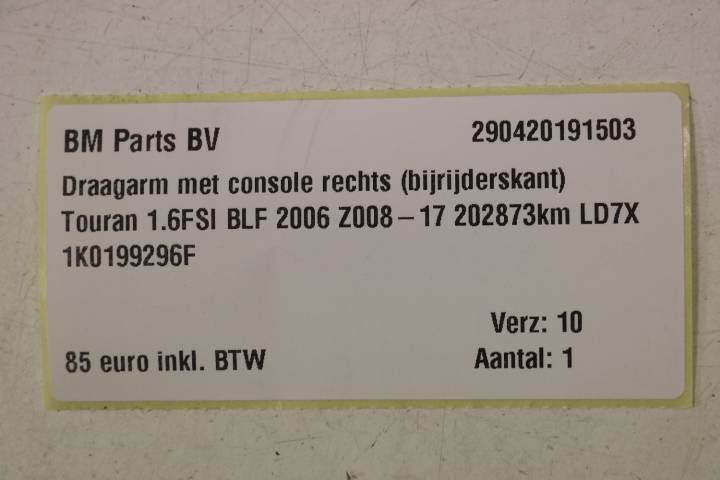 BM Parts BV 290420191503
Draagarm met console rechts (bijrijderskant)
Touran 1.6FSI BLF 2006 Z008-17 202873km LD7X
1K0199296F
Verz: 10
85 euro inkl. BTW Aantal: 1